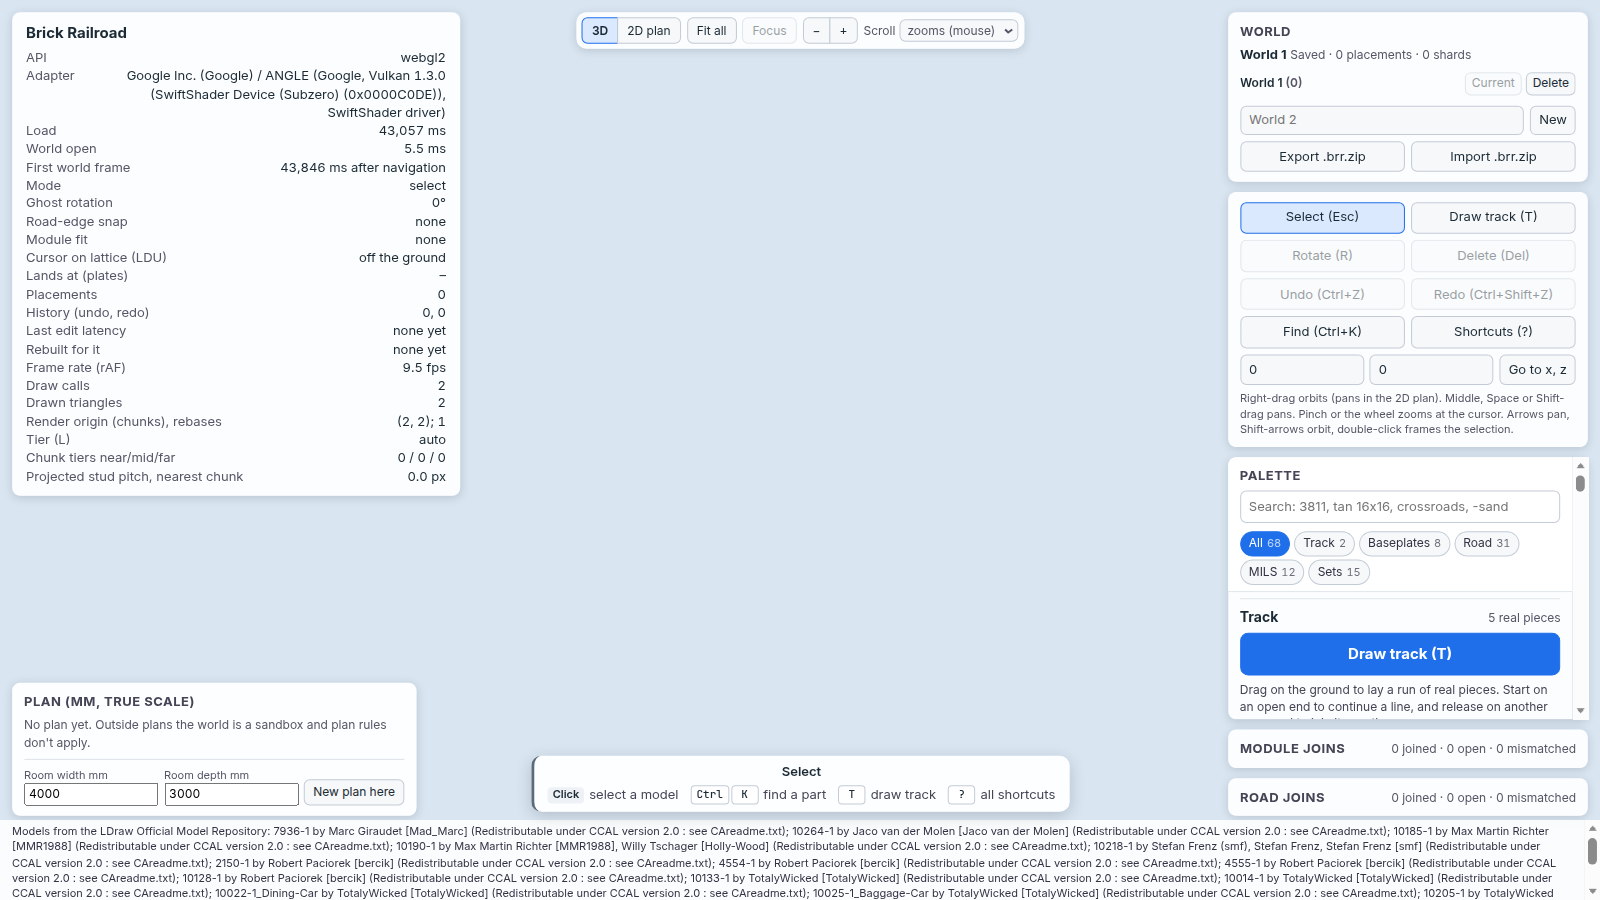 Brick Railroad
API webgl2
Adapter Google Inc. (Google) / ANGLE (Google, Vulkan 1.3.0
(SwiftShader Device (Subzero) (0x0000C0DE)),
SwiftShader driver)
Load 43,057 ms
World open 5.5 ms
First world frame 43,846 ms after navigation
Mode select
Ghost rotation 0°
Road-edge snap none
Module fit none
Cursor on lattice (LDU) off the ground
Lands at (plates) –
Placements 0
History (undo, redo) 0, 0
Last edit latency none yet
Rebuilt for it none yet
Frame rate (rAF) 9.5 fps
Draw calls 2
Drawn triangles 2
Render origin (chunks), rebases (2, 2); 1
Tier (L) auto
Chunk tiers near/mid/far 0 / 0 / 0
Projected stud pitch, nearest chunk 0.0 px
3D 2D plan Fit all Focus – + Scroll zooms (mouse)
WORLD
World 1 Saved · 0 placements · 0 shards
World 1 (0) Current Delete
World 2 New
Export .brr.zip Import .brr.zip
Select (Esc) Draw track (T)
Rotate (R) Delete (Del)
Undo (Ctrl+Z) Redo (Ctrl+Shift+Z)
Find (Ctrl+K) Shortcuts (?)
0 0 Go to x, z
Right-drag orbits (pans in the 2D plan). Middle, Space or Shift-
drag pans. Pinch or the wheel zooms at the cursor. Arrows pan,
Shift-arrows orbit, double-click frames the selection.
PALETTE
Search: 3811, tan 16x16, crossroads, -sand
All 68 Track 2 Baseplates 8 Road 31
MILS 12 Sets 15
Track 5 real pieces
Draw track (T)
Drag on the ground to lay a run of real pieces. Start on
an open end to continue a line, and release on another
MODULE JOINS 0 joined · 0 open · 0 mismatched
ROAD JOINS 0 joined · 0 open · 0 mismatched
PLAN (MM, TRUE SCALE)
No plan yet. Outside plans the world is a sandbox and plan rules
don't apply.
Room width mm Room depth mm
4000 3000 New plan here
Select
Click select a model Ctrl K find a part T draw track ? all shortcuts
Models from the LDraw Official Model Repository: 7936-1 by Marc Giraudet [Mad_Marc] (Redistributable under CCAL version 2.0 : see CAreadme.txt); 10264-1 by Jaco van der Molen [Jaco van der Molen] (Redistributable under CCAL version 2.0 : see CAreadme.txt); 10185-1 by Max Martin Richter
[MMR1988] (Redistributable under CCAL version 2.0 : see CAreadme.txt); 10190-1 by Max Martin Richter [MMR1988], Willy Tschager [Holly-Wood] (Redistributable under CCAL version 2.0 : see CAreadme.txt); 10218-1 by Stefan Frenz (smf), Stefan Frenz, Stefan Frenz [smf] (Redistributable under
CCAL version 2.0 : see CAreadme.txt); 2150-1 by Robert Paciorek [bercik] (Redistributable under CCAL version 2.0 : see CAreadme.txt); 4554-1 by Robert Paciorek [bercik] (Redistributable under CCAL version 2.0 : see CAreadme.txt); 4555-1 by Robert Paciorek [bercik] (Redistributable under CCAL
version 2.0 : see CAreadme.txt); 10128-1 by Robert Paciorek [bercik] (Redistributable under CCAL version 2.0 : see CAreadme.txt); 10133-1 by TotalyWicked [TotalyWicked] (Redistributable under CCAL version 2.0 : see CAreadme.txt); 10014-1 by TotalyWicked [TotalyWicked] (Redistributable under
CCAL version 2.0 : see CAreadme.txt); 10022-1_Dining-Car by TotalyWicked [TotalyWicked] (Redistributable under CCAL version 2.0 : see CAreadme.txt); 10025-1_Baggage-Car by TotalyWicked [TotalyWicked] (Redistributable under CCAL version 2.0 : see CAreadme.txt); 10205-1 by TotalyWicked